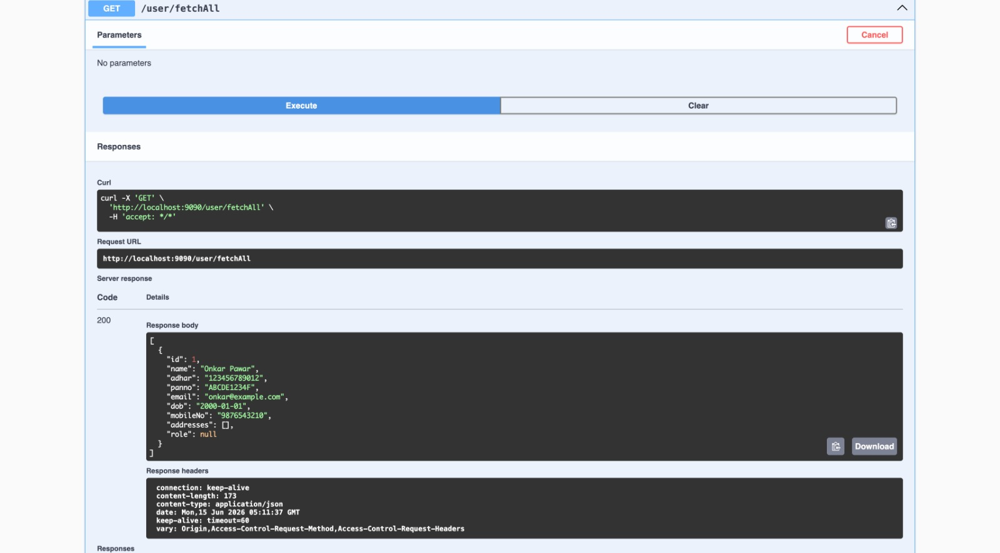 GET /user/fetchAll
Parameters
Cancel
No parameters
Execute
Clear
Responses
Curl
curl -X 'GET' \
  'http://localhost:9090/user/fetchAll' \
  -H 'accept: */*'
Request URL
http://localhost:9090/user/fetchAll
Server response
Code Details
200
Response body
[
  {
    "id": 1,
    "name": "Onkar Pawar",
    "adhar": "123456789012",
    "panno": "ABCDE1234F",
    "email": "onkar@example.com",
    "dob": "2000-01-01",
    "mobileNo": "9876543210",
    "addresses": [],
    "role": null
  }
]
Download
Response headers
connection: keep-alive
content-length: 173
content-type: application/json
date: Mon,15 Jun 2026 05:11:37 GMT
keep-alive: timeout=60
vary: Origin,Access-Control-Request-Method,Access-Control-Request-Headers
Responses